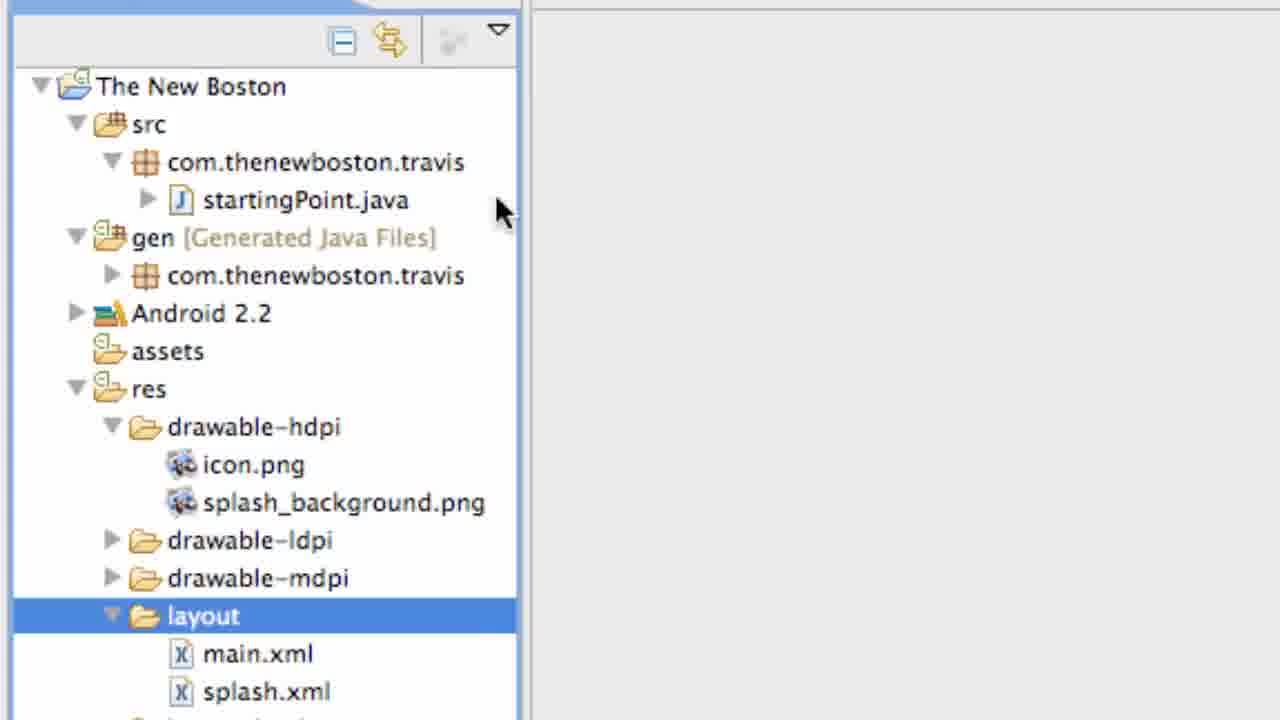 The New Boston
src
com.thenewboston.travis
startingPoint.java
gen [Generated Java Files]
com.thenewboston.travis
Android 2.2
assets
res
drawable-hdpi
icon.png
splash_background.png
drawable-ldpi
drawable-mdpi
layout
main.xml
splash.xml